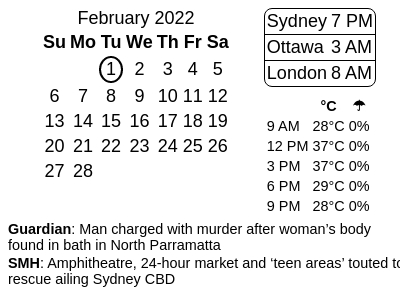 February 2022
Su Mo Tu We Th Fr Sa
1 2 3 4 5
6 7 8 9 10 11 12
13 14 15 16 17 18 19
20 21 22 23 24 25 26
27 28
Sydney 7 PM
Ottawa 3 AM
London 8 AM
°C ☂
9 AM 28°C 0%
12 PM 37°C 0%
3 PM 37°C 0%
6 PM 29°C 0%
9 PM 28°C 0%
Guardian: Man charged with murder after woman’s body
found in bath in North Parramatta
SMH: Amphitheatre, 24-hour market and ‘teen areas’ touted to
rescue ailing Sydney CBD